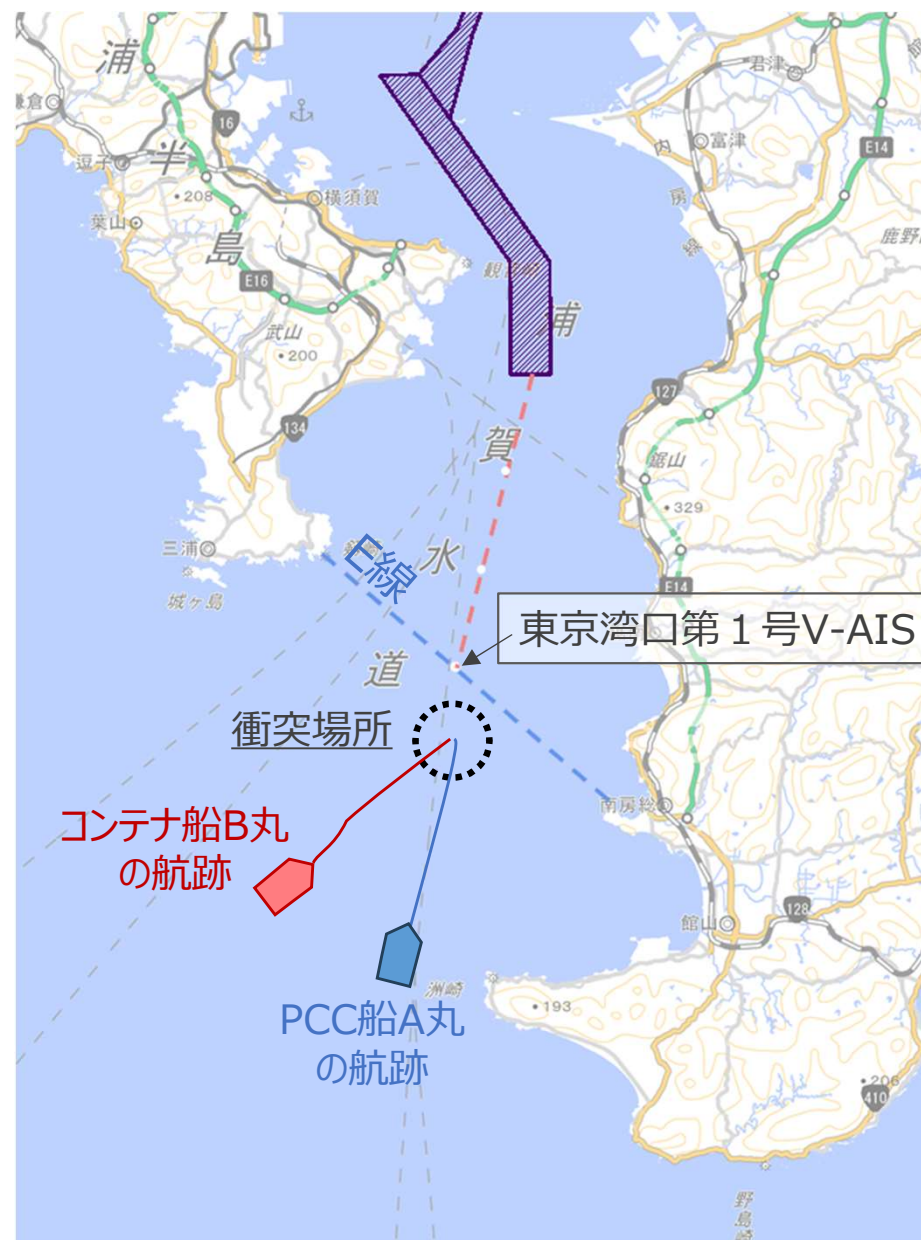 浦
君津
鎌倉
16
半
内
富津
E14
逗子
房
横須賀
・208
葉山
線
島
鹿野
E16
浦
武山
・200
127
134
賀
鋸山
・329
三浦
E線
水
城ヶ島
E14
東京湾口第１号V-AIS
道
衝突場所
南房総
コンテナ船B丸
の航跡
128
館山
洲崎
・193
PCC船A丸
の航跡
・206
410
野
島
崎